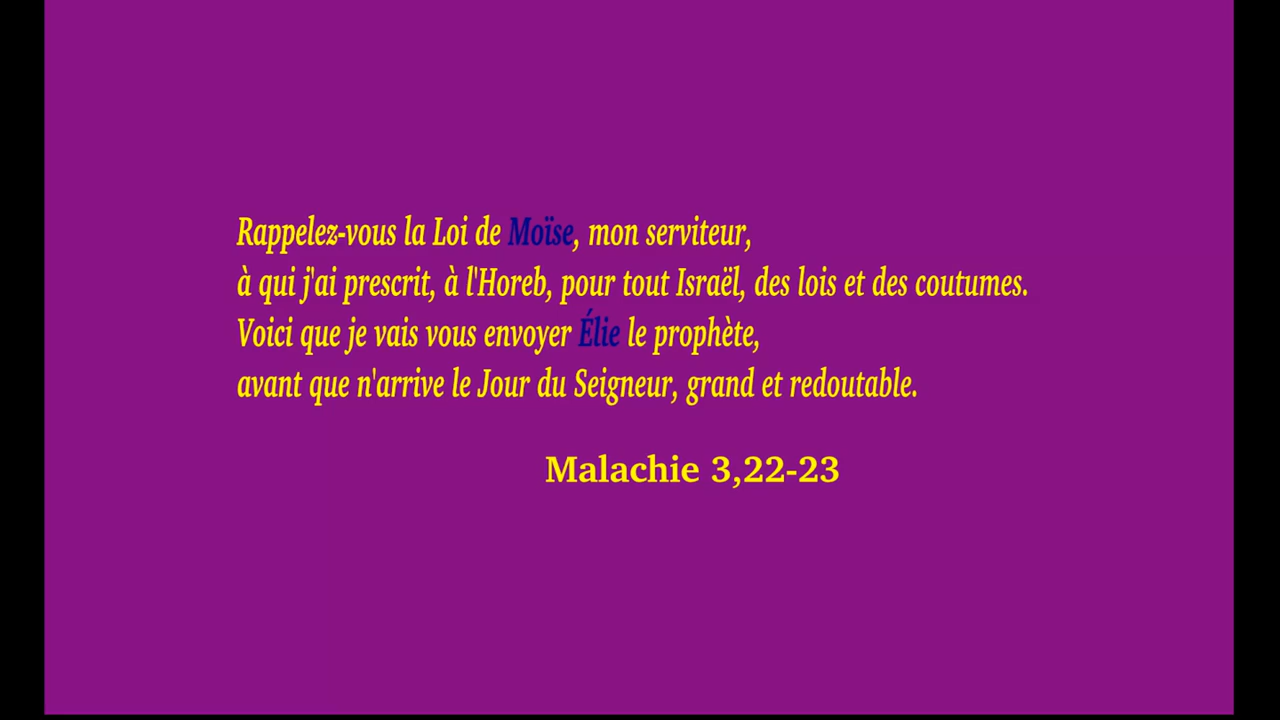 Rappelez-vous la Loi de Moïse, mon serviteur,
à qui j'ai prescrit, à l'Horeb, pour tout Israël, des lois et des coutumes.
Voici que je vais vous envoyer Élie le prophète,
avant que n'arrive le Jour du Seigneur, grand et redoutable.
Malachie 3,22-23